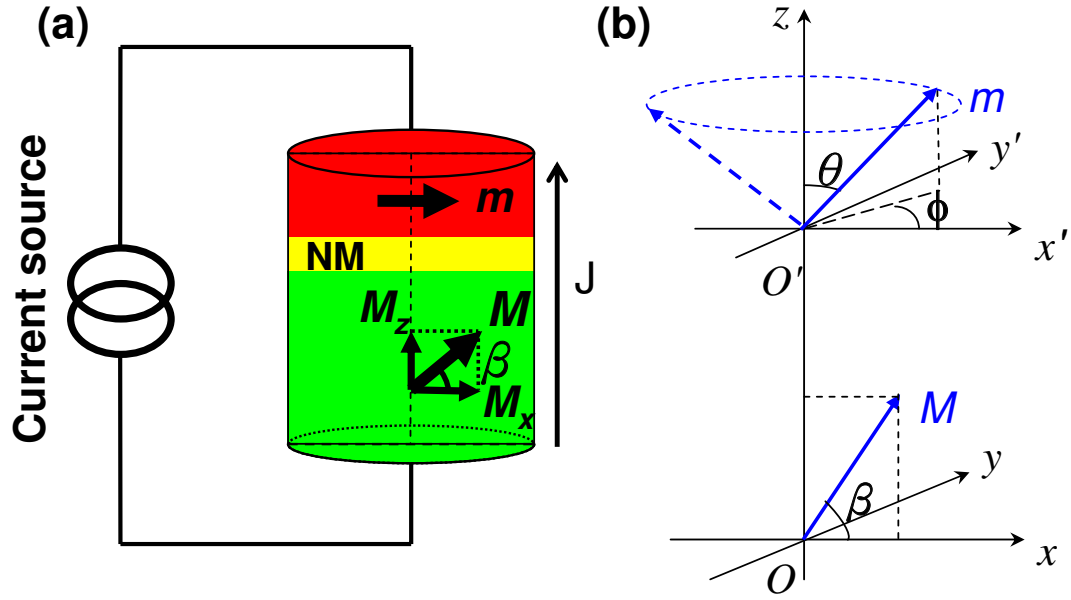 (a)
Current source
m
NM
M_z
M
β
M_x
J
(b)
z
m
y'
θ
ϕ
x'
O'
M
y
β
x
O